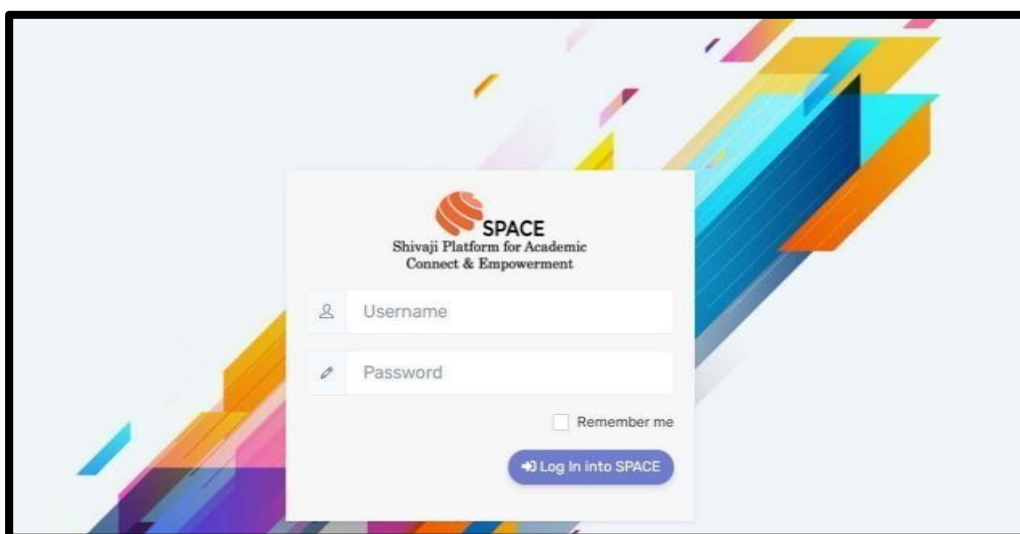 SPACE
Shivaji Platform for Academic
Connect & Empowerment
Username
Password
Remember me
Log In into SPACE